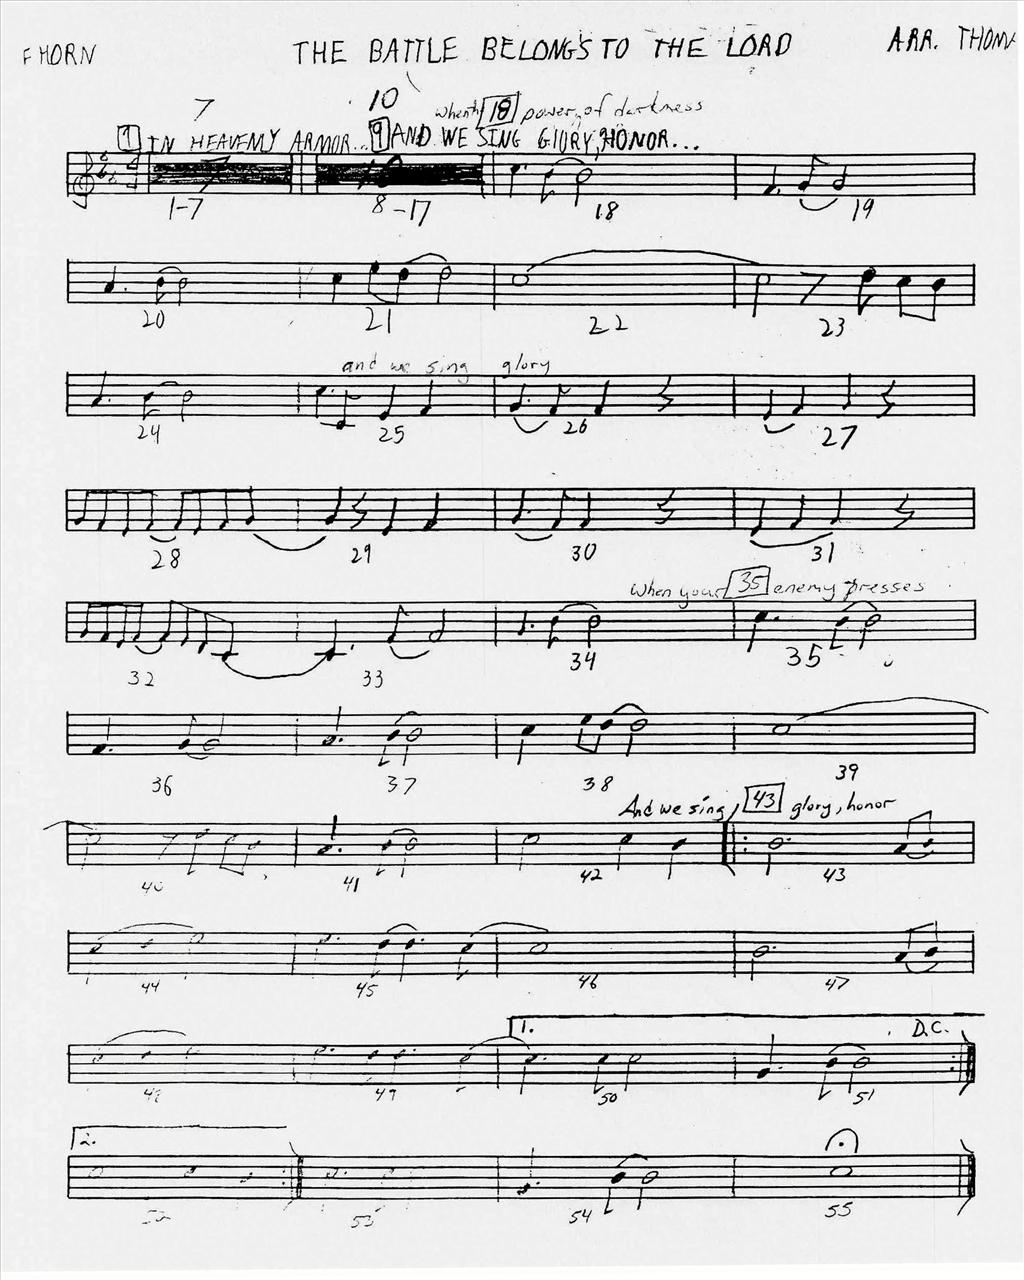 F HORN THE BATTLE BELONGS TO THE LORD ARR. THOM
7 10 when th 18 power of darkness
1 IN HEAVENLY ARMOR... 9 AND WE SING GLORY, HONOR...
1-7 8-17 18 19
20 21 22 23
and we sing glory
24 25 26 27
28 29 30 31
When your 35 enemy presses
32 33 34 35
36 37 38 39
And we sing, 43 glory, honor
40 41 42 43
44 45 46 47
1. D.C.
48 49 50 51
2.
52 53 54 55